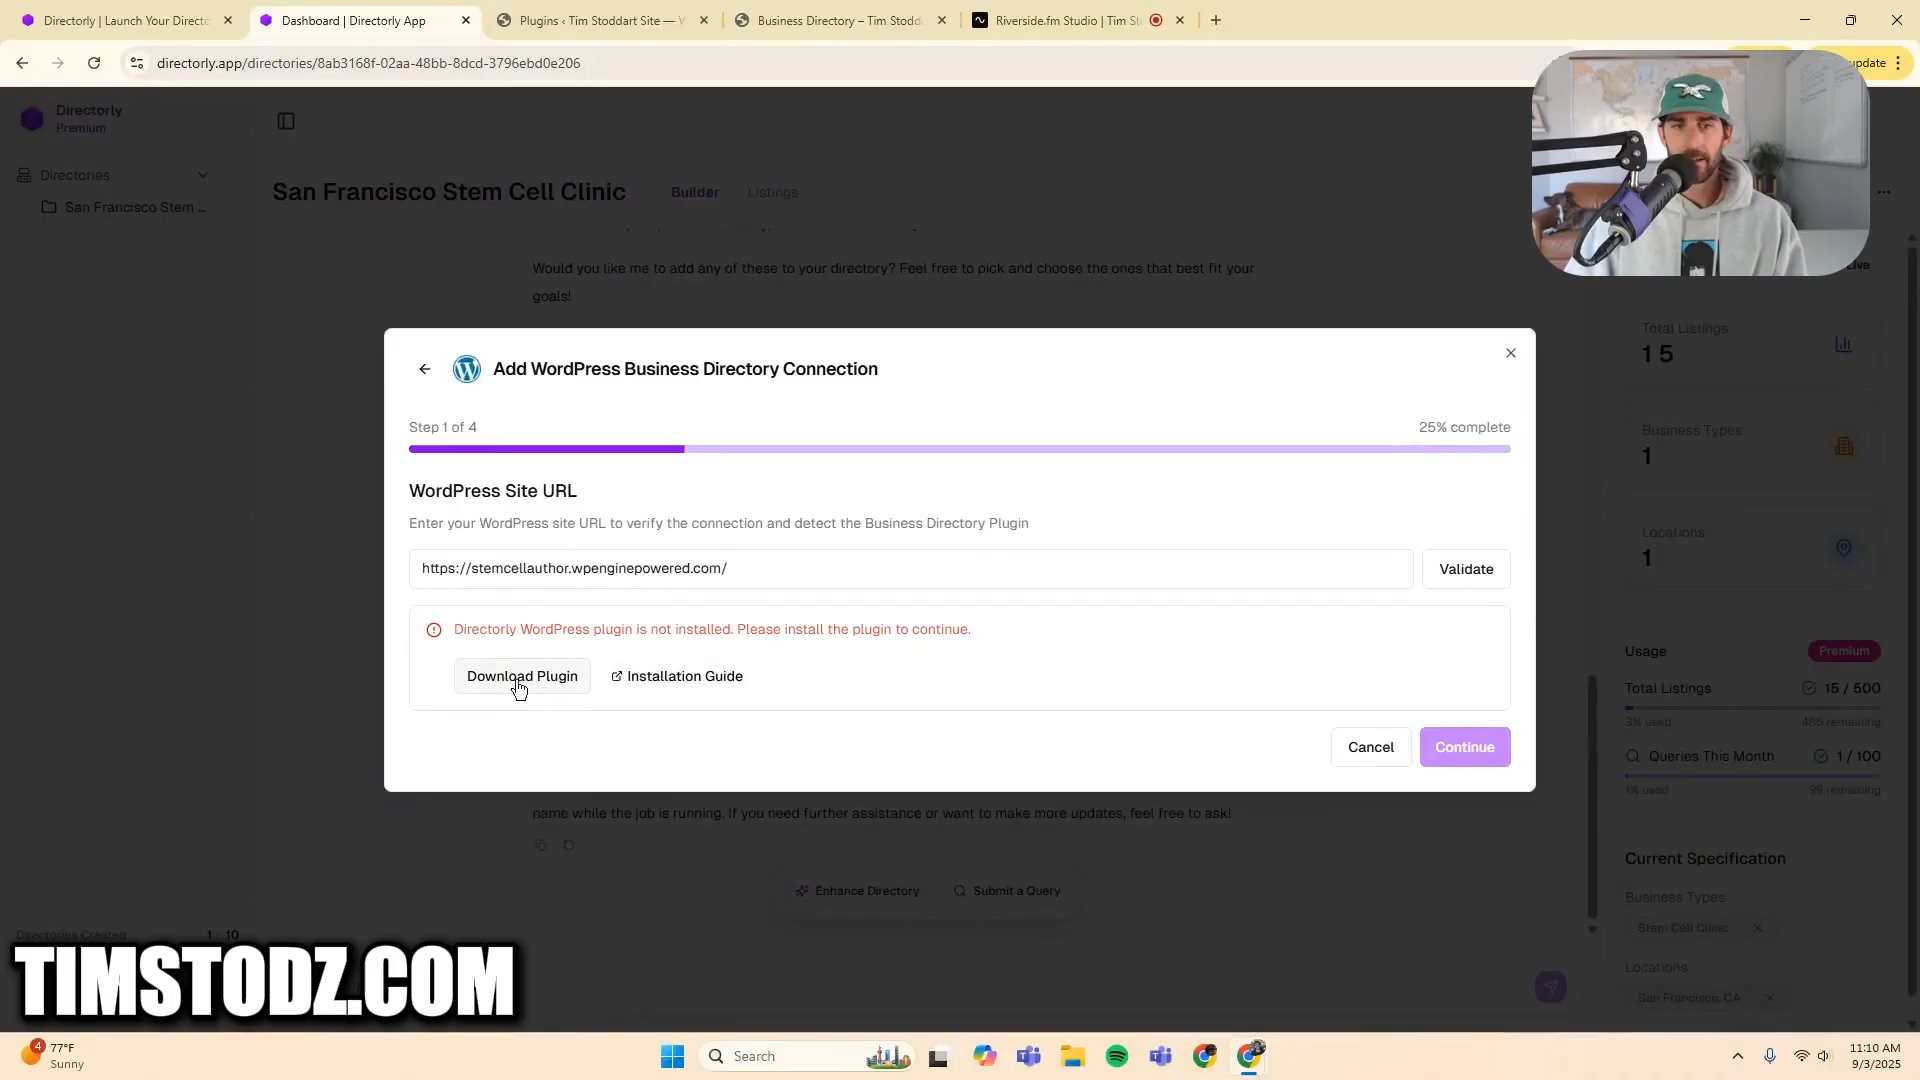 Directorly | Launch Your Directo
Dashboard | Directorly App
Plugins ‹ Tim Stoddart Site — W
Business Directory – Tim Stodda
Riverside.fm Studio | Tim St
directorly.app/directories/8ab3168f-02aa-48bb-8dcd-3796ebd0e206
update
Directorly
Premium
Directories
San Francisco Stem ...
San Francisco Stem Cell Clinic
Builder
Listings
Would you like me to add any of these to your directory? Feel free to pick and choose the ones that best fit your
goals!
Live
Total Listings
15
Business Types
1
Locations
1
Add WordPress Business Directory Connection
Step 1 of 4
25% complete
WordPress Site URL
Enter your WordPress site URL to verify the connection and detect the Business Directory Plugin
https://stemcellauthor.wpenginepowered.com/
Validate
Directorly WordPress plugin is not installed. Please install the plugin to continue.
Download Plugin
Installation Guide
Cancel
Continue
Usage
Premium
Total Listings
15 / 500
3% used
485 remaining
Queries This Month
1 / 100
1% used
99 remaining
name while the job is running. If you need further assistance or want to make more updates, feel free to ask!
Current Specification
Business Types
Stem Cell Clinic
Locations
San Francisco, CA
Enhance Directory
Submit a Query
Directories Created
1 / 10
TIMSTODZ.COM
4
77°F
Sunny
Search
11:10 AM
9/3/2025